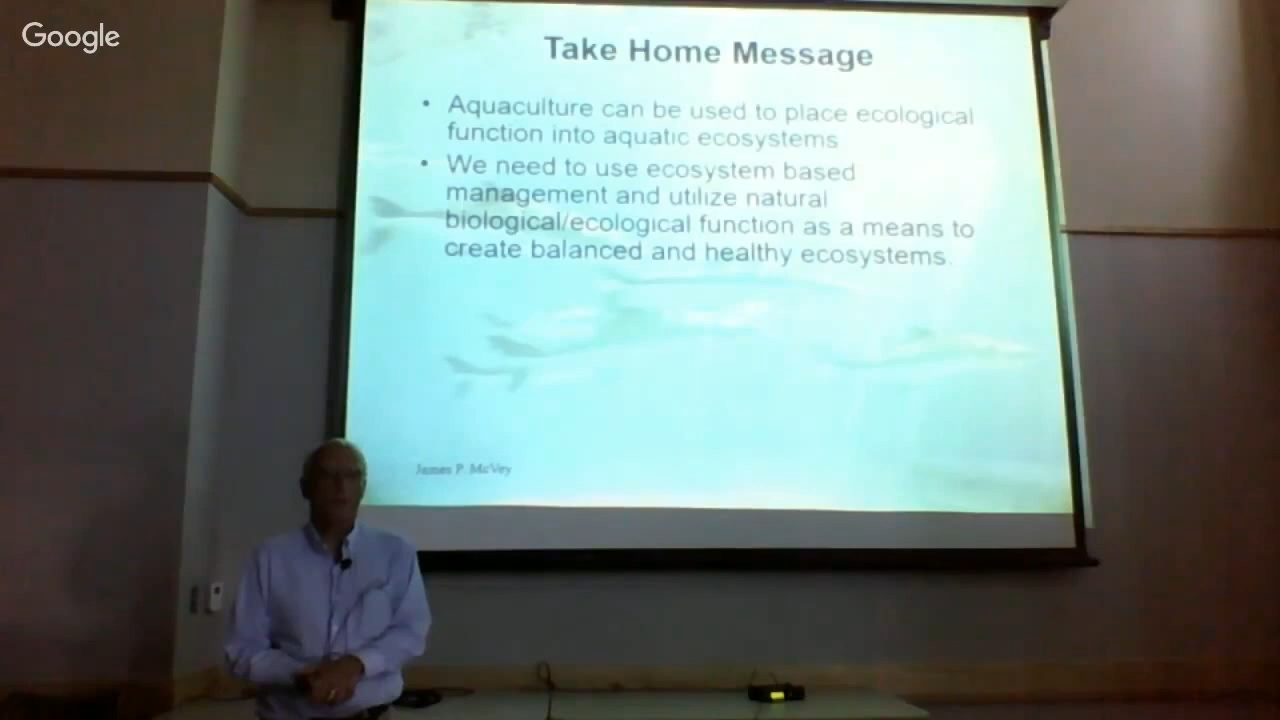 Google
Take Home Message
• Aquaculture can be used to place ecological
function into aquatic ecosystems
• We need to use ecosystem based
management and utilize natural
biological/ecological function as a means to
create balanced and healthy ecosystems.
James P. McVey